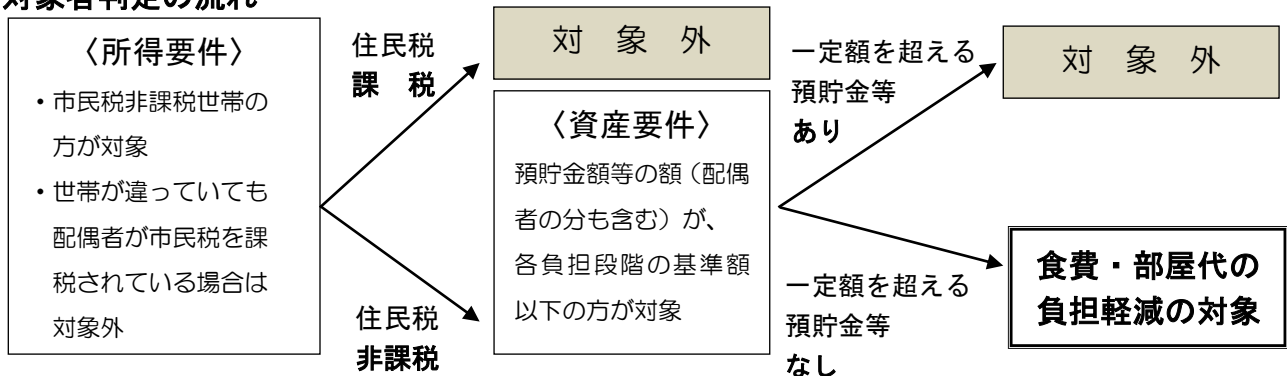 対象者判定の流れ
〈所得要件〉
・市民税非課税世帯の
方が対象
・世帯が違っていても
配偶者が市民税を課
税されている場合は
対象外
住民税
課 税
住民税
非課税
対 象 外
〈資産要件〉
預貯金額等の額（配偶
者の分も含む）が、
各負担段階の基準額
以下の方が対象
一定額を超える
預貯金等
あり
一定額を超える
預貯金等
なし
対 象 外
食費・部屋代の
負担軽減の対象